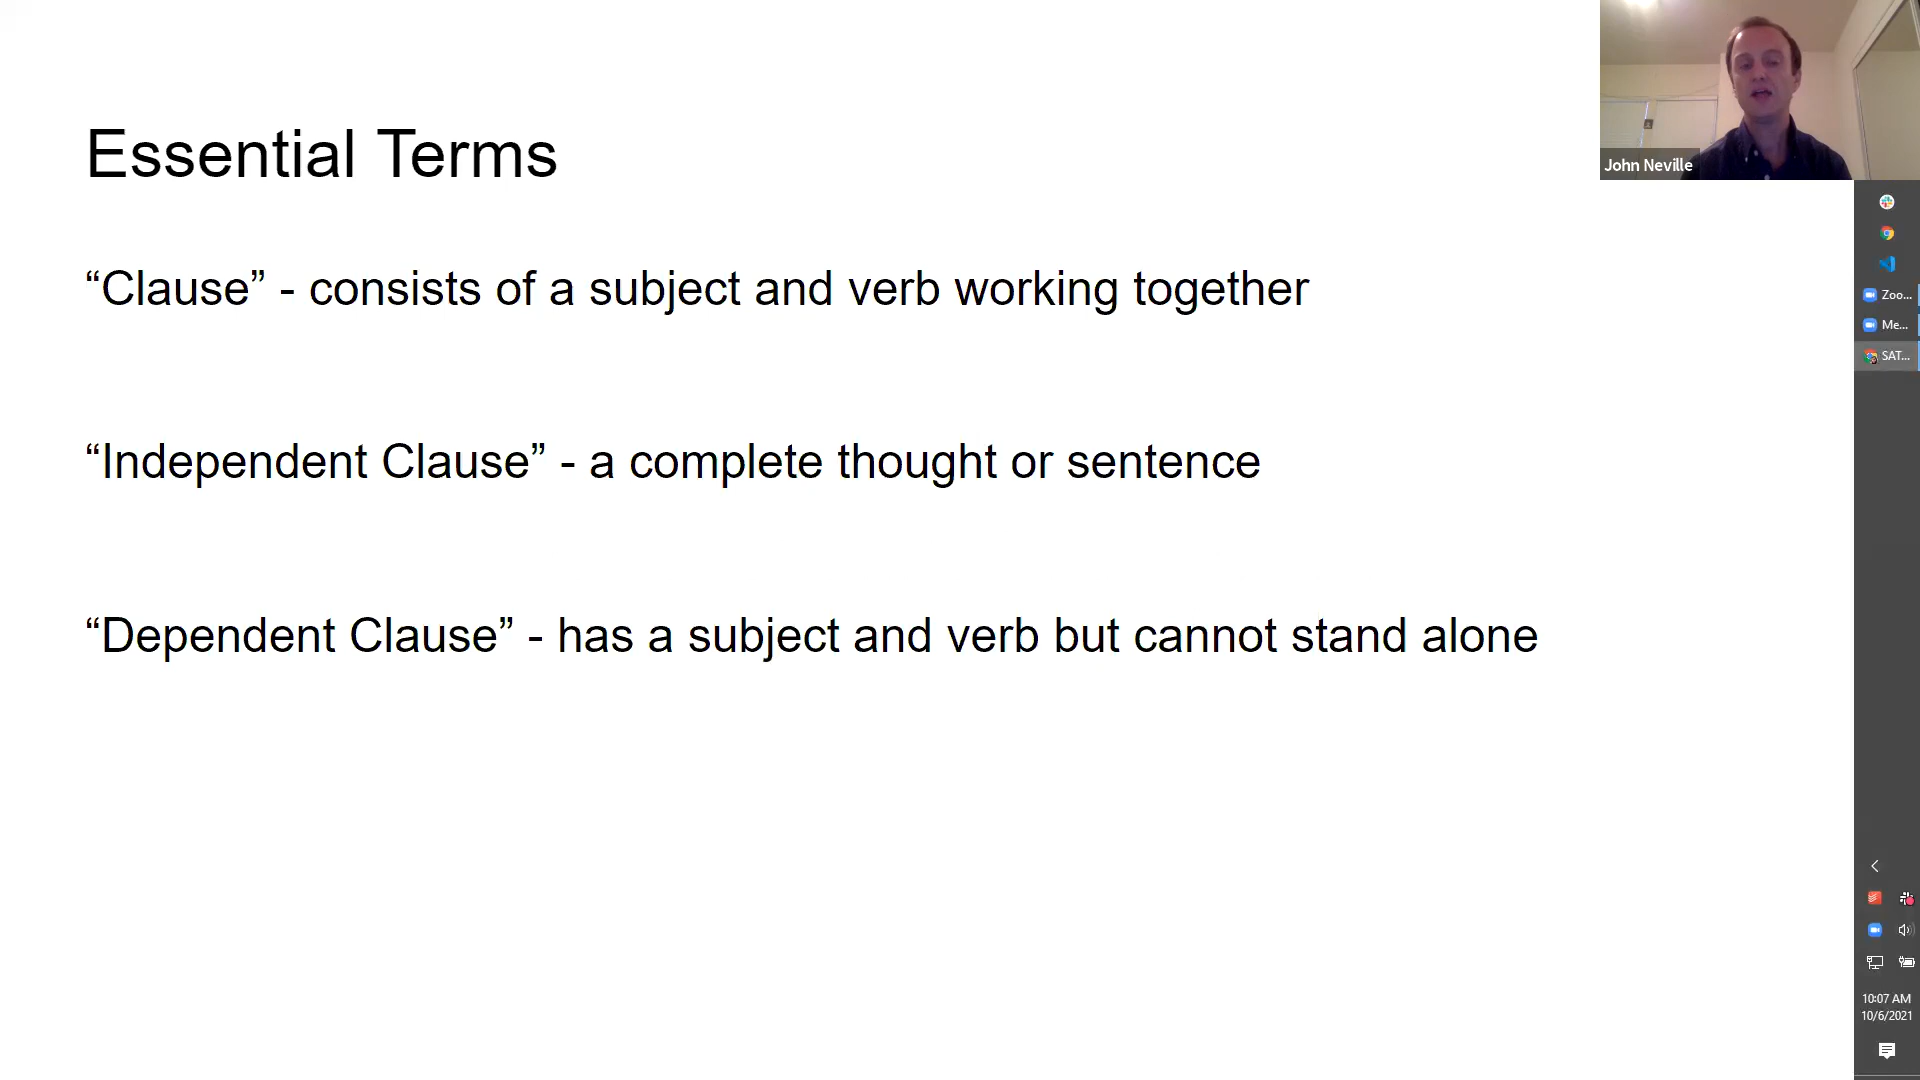 Essential Terms
“Clause” - consists of a subject and verb working together
“Independent Clause” - a complete thought or sentence
“Dependent Clause” - has a subject and verb but cannot stand alone
John Neville
Zoo...
Me...
SAT...
10:07 AM
10/6/2021